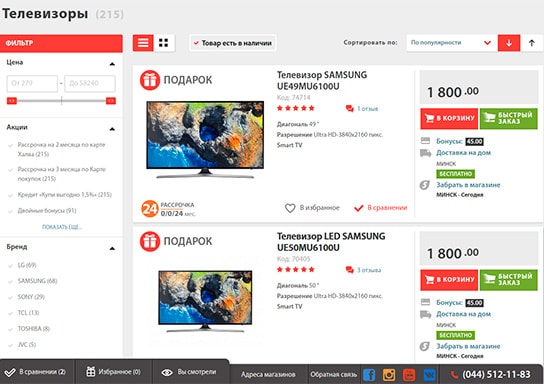 Телевизоры (215)
ФИЛЬТР
Цена
От 279 - До 58240
Акции
Рассрочка на 2 месяца по карте
Халва (215)
Рассрочка на 3 месяца по Карте
покупок (215)
Кредит «Купи выгодно 1,5%» (215)
Двойные бонусы (91)
ПОКАЗАТЬ ЕЩЕ...
Бренд
LG (69)
SAMSUNG (68)
SONY (29)
TCL (13)
TOSHIBA (8)
JVC (5)
Товар есть в наличии
Сортировать по:
По популярности
ПОДАРОК
Телевизор SAMSUNG
UE49MU6100U
Код: 74714
1 отзыв
Диагональ 49 "
Разрешение Ultra HD-3840x2160 пикс.
Smart TV
24 РАССРОЧКА
0/0/24 мес.
В избранное
В сравнении
1 800.00
В КОРЗИНУ
БЫСТРЫЙ
ЗАКАЗ
Бонусы: 45.00
Доставка на дом
МИНСК
БЕСПЛАТНО
Забрать в магазине
МИНСК - Сегодня
ПОДАРОК
Телевизор LED SAMSUNG
UE50MU6100U
Код: 70405
3 отзыва
Диагональ 50 "
Разрешение Ultra HD-3840x2160 пикс.
Smart TV
1 800.00
В КОРЗИНУ
БЫСТРЫЙ
ЗАКАЗ
Бонусы: 45.00
Доставка на дом
МИНСК
БЕСПЛАТНО
Забрать в магазине
МИНСК - Сегодня
В сравнении (2)
Избранное (0)
Вы смотрели
Адреса магазинов
Обратная связь
(044) 512-11-83